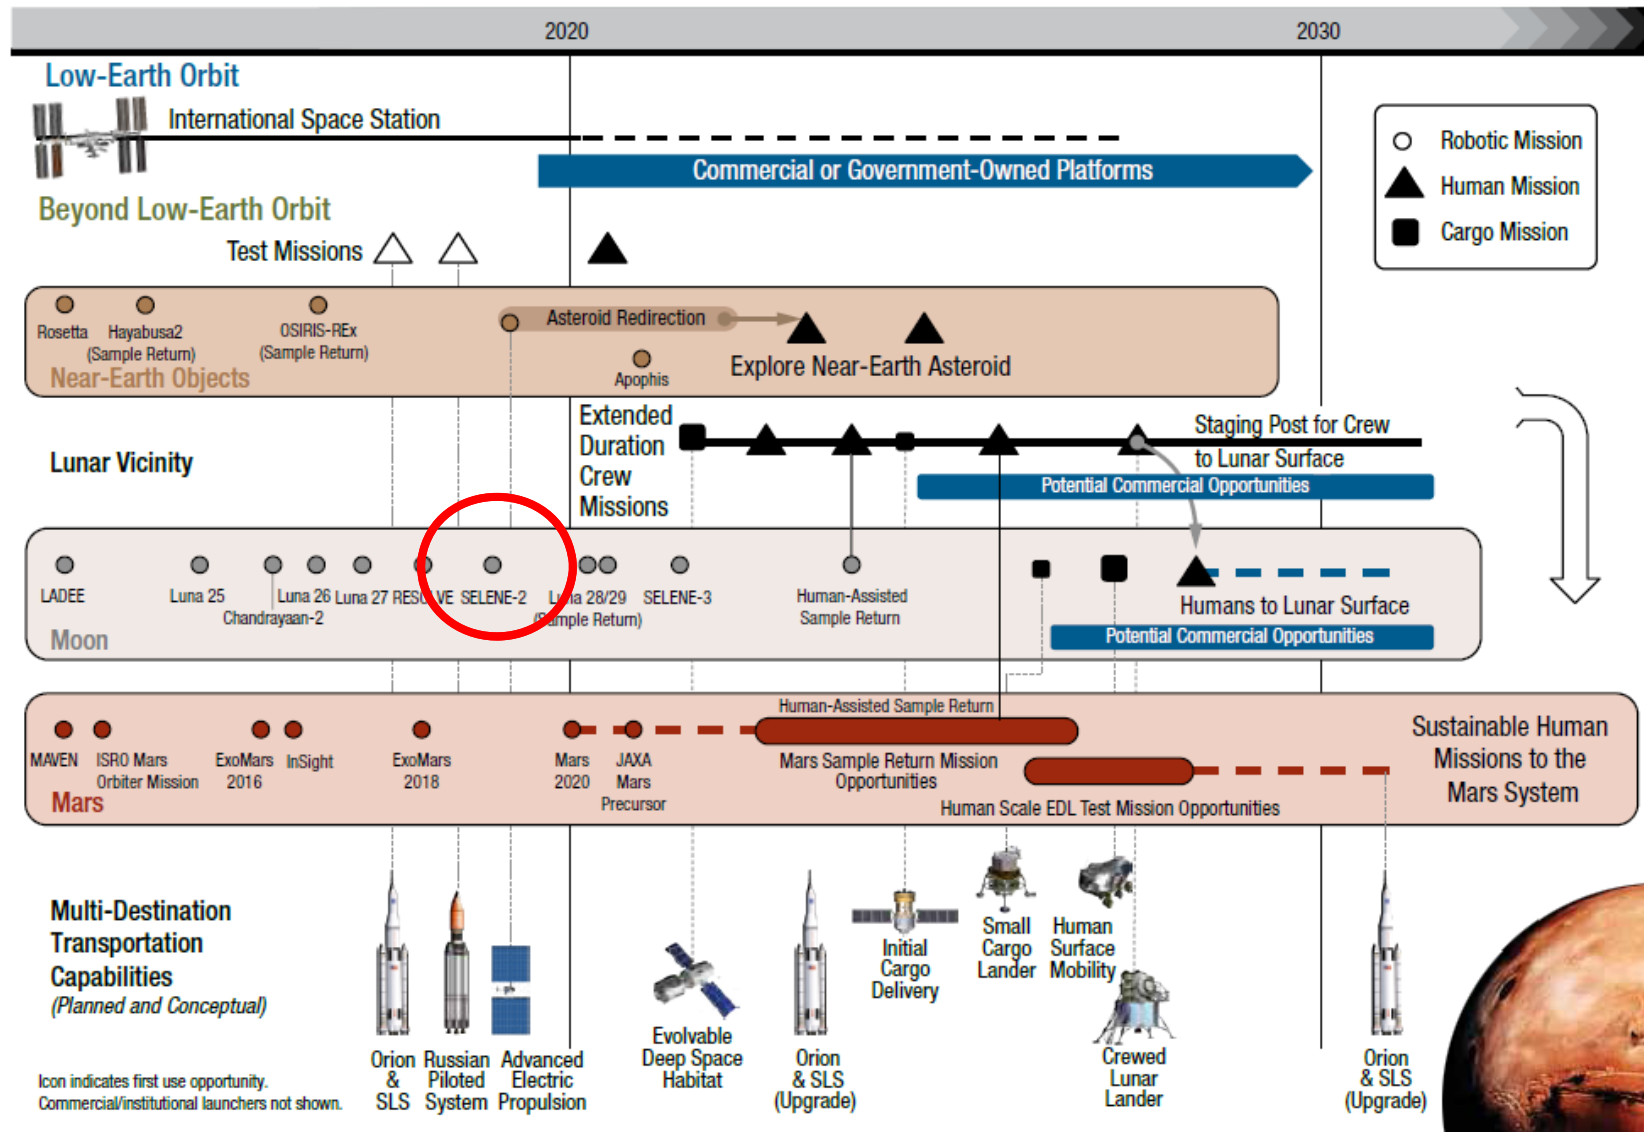 2020
2030
Low-Earth Orbit
International Space Station
Commercial or Government-Owned Platforms
Robotic Mission
Human Mission
Cargo Mission
Beyond Low-Earth Orbit
Test Missions
Rosetta
Hayabusa2
(Sample Return)
OSIRIS-REx
(Sample Return)
Asteroid Redirection
Apophis
Explore Near-Earth Asteroid
Near-Earth Objects
Lunar Vicinity
Extended
Duration
Crew
Missions
Staging Post for Crew
to Lunar Surface
Potential Commercial Opportunities
LADEE
Luna 25
Chandrayaan-2
Luna 26
Luna 27
RESOLVE
SELENE-2
Luna 28/29
(Sample Return)
SELENE-3
Human-Assisted
Sample Return
Humans to Lunar Surface
Potential Commercial Opportunities
Moon
MAVEN
ISRO Mars
Orbiter Mission
ExoMars
2016
InSight
ExoMars
2018
Mars
2020
JAXA
Mars
Precursor
Human-Assisted Sample Return
Mars Sample Return Mission
Opportunities
Human Scale EDL Test Mission Opportunities
Sustainable Human
Missions to the
Mars System
Mars
Multi-Destination
Transportation
Capabilities
(Planned and Conceptual)
Orion
&
SLS
Russian
Piloted
System
Advanced
Electric
Propulsion
Evolvable
Deep Space
Habitat
Orion
& SLS
(Upgrade)
Initial
Cargo
Delivery
Small
Cargo
Lander
Human
Surface
Mobility
Crewed
Lunar
Lander
Orion
& SLS
(Upgrade)
Icon indicates first use opportunity.
Commercial/institutional launchers not shown.